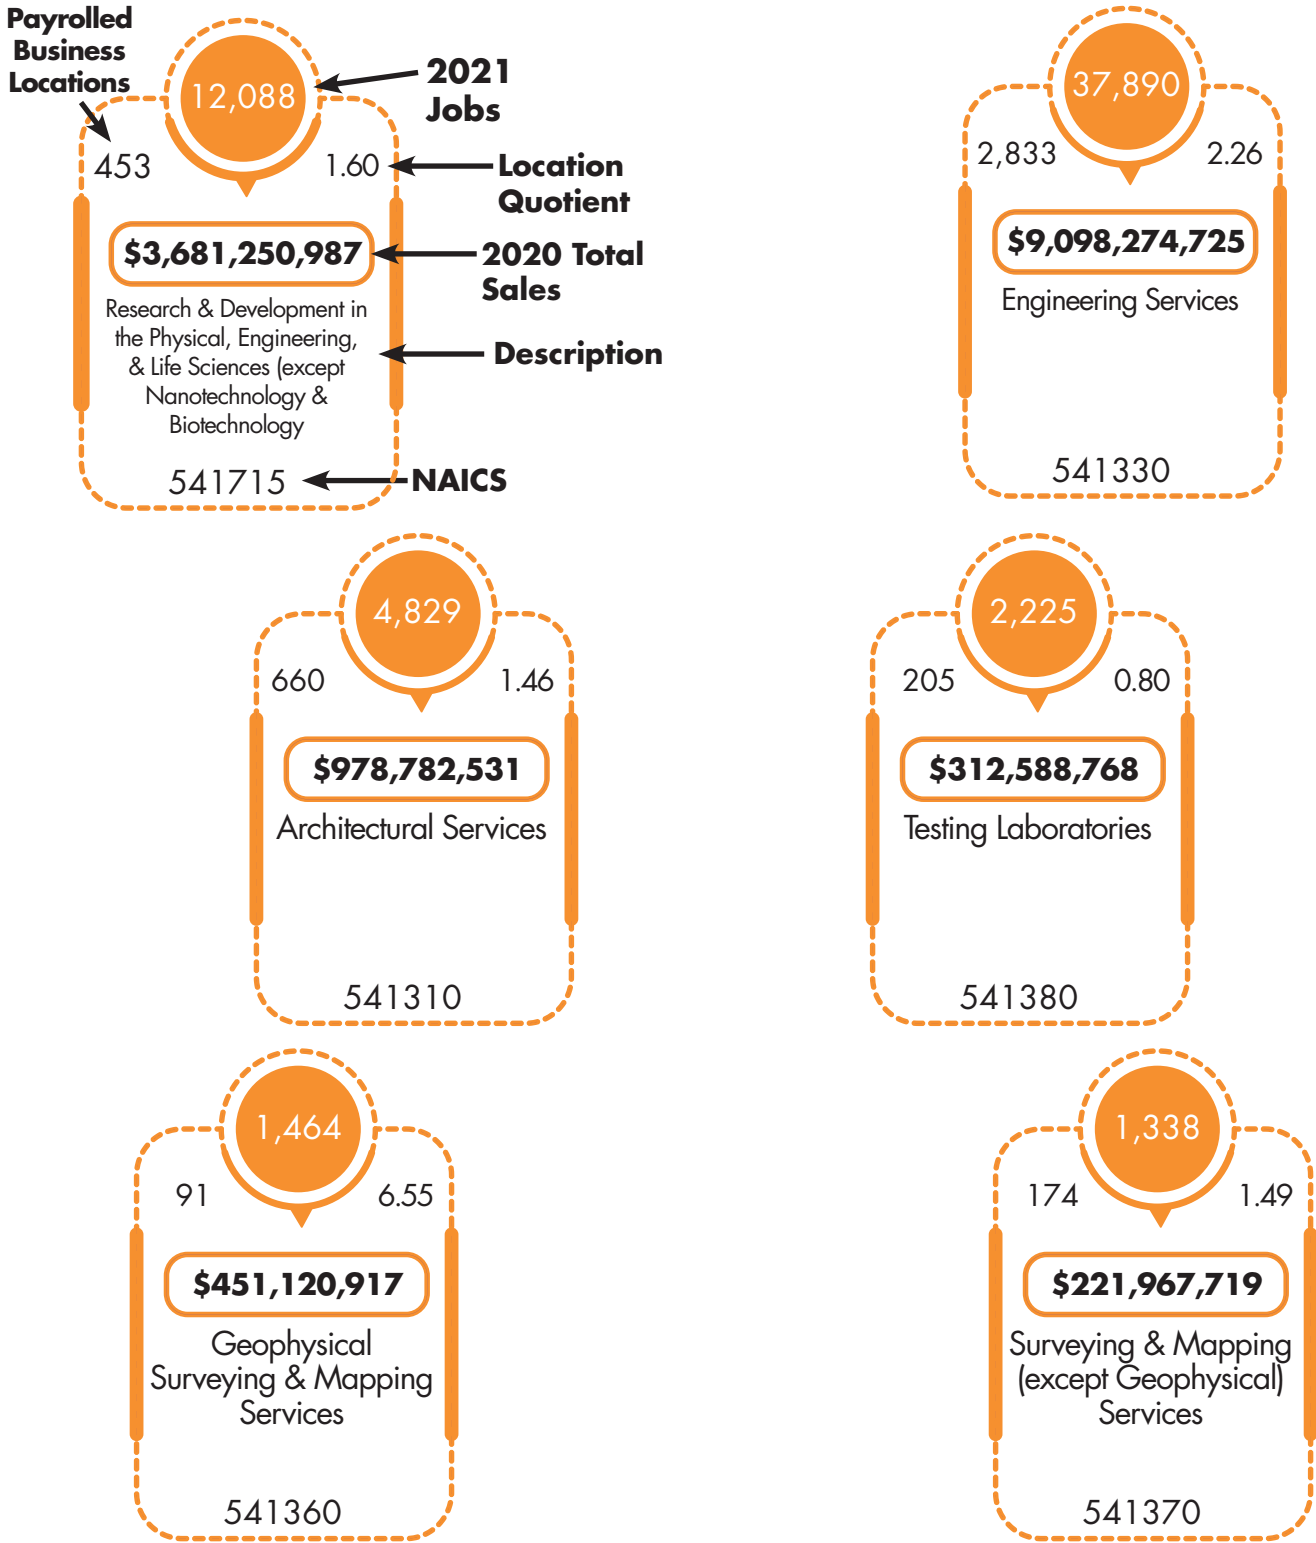 Payrolled
Business
Locations
12,088
2021
Jobs
453
1.60
Location
Quotient
$3,681,250,987
2020 Total
Sales
Research & Development in
the Physical, Engineering,
& Life Sciences (except
Nanotechnology &
Biotechnology
Description
541715
NAICS
37,890
2,833
2.26
$9,098,274,725
Engineering Services
541330
4,829
660
1.46
$978,782,531
Architectural Services
541310
2,225
205
0.80
$312,588,768
Testing Laboratories
541380
1,464
91
6.55
$451,120,917
Geophysical
Surveying & Mapping
Services
541360
1,338
174
1.49
$221,967,719
Surveying & Mapping
(except Geophysical)
Services
541370